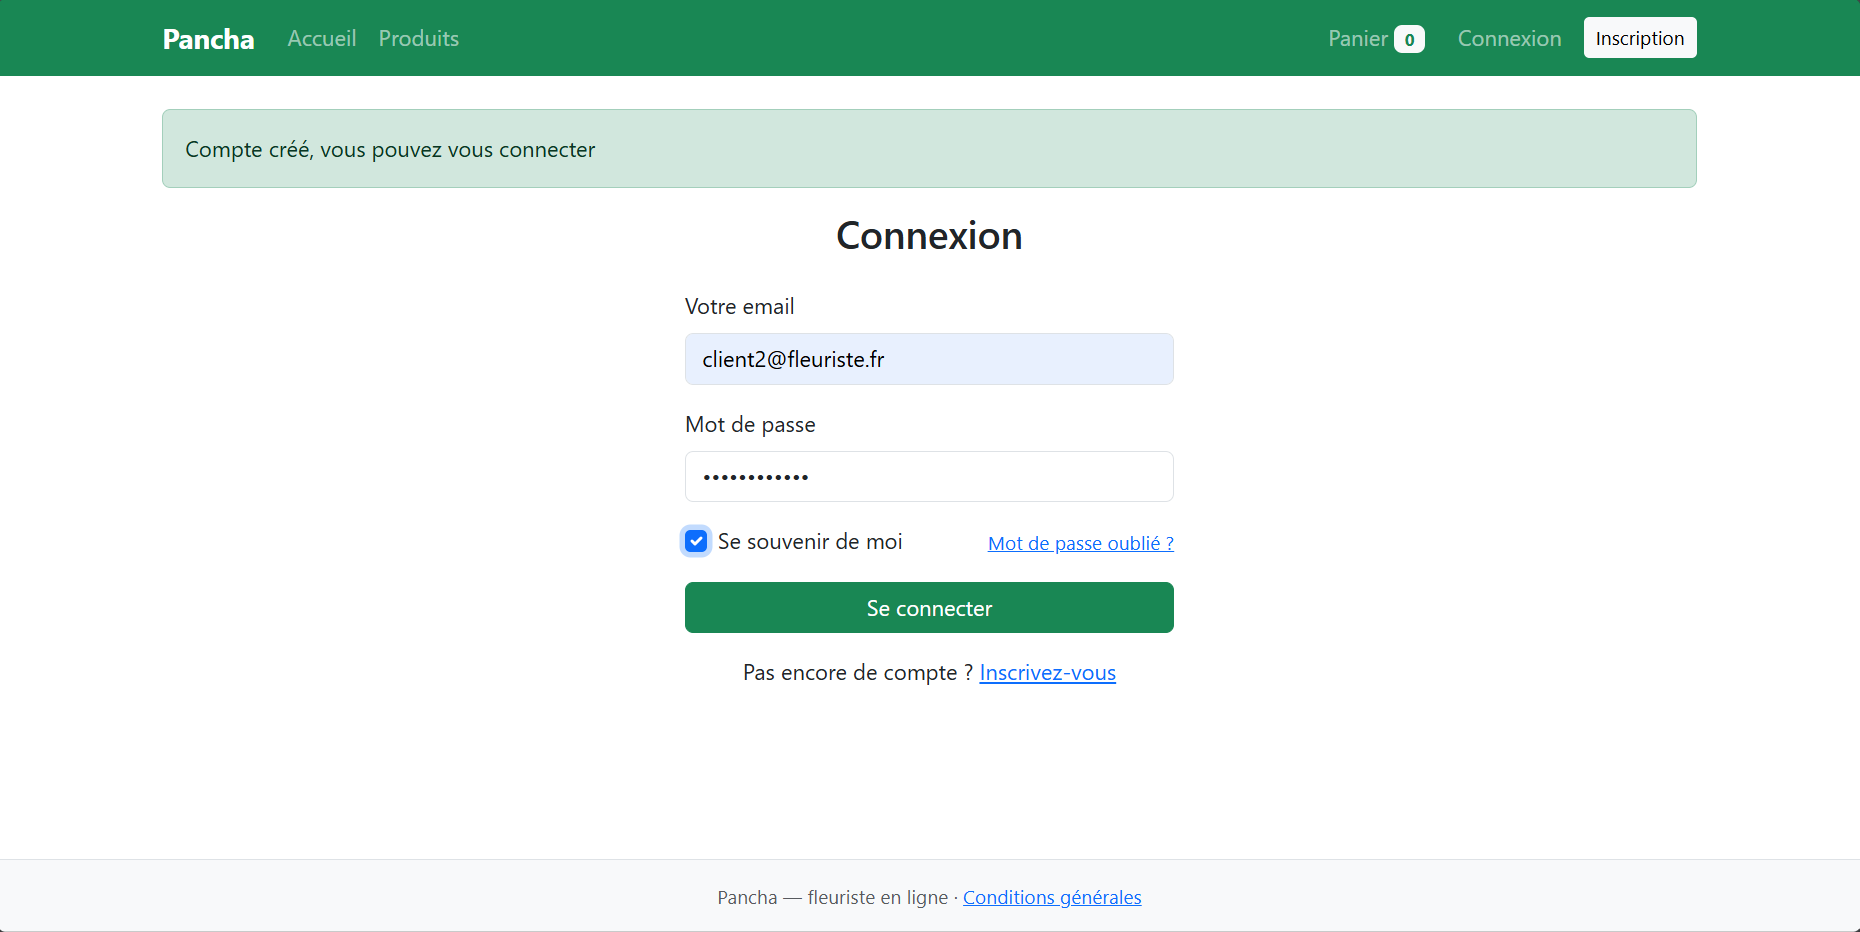 Pancha Accueil Produits Panier 0 Connexion Inscription
Compte créé, vous pouvez vous connecter
Connexion
Votre email
client2@fleuriste.fr
Mot de passe
••••••••••••
Se souvenir de moi Mot de passe oublié ?
Se connecter
Pas encore de compte ? Inscrivez-vous
Pancha — fleuriste en ligne · Conditions générales